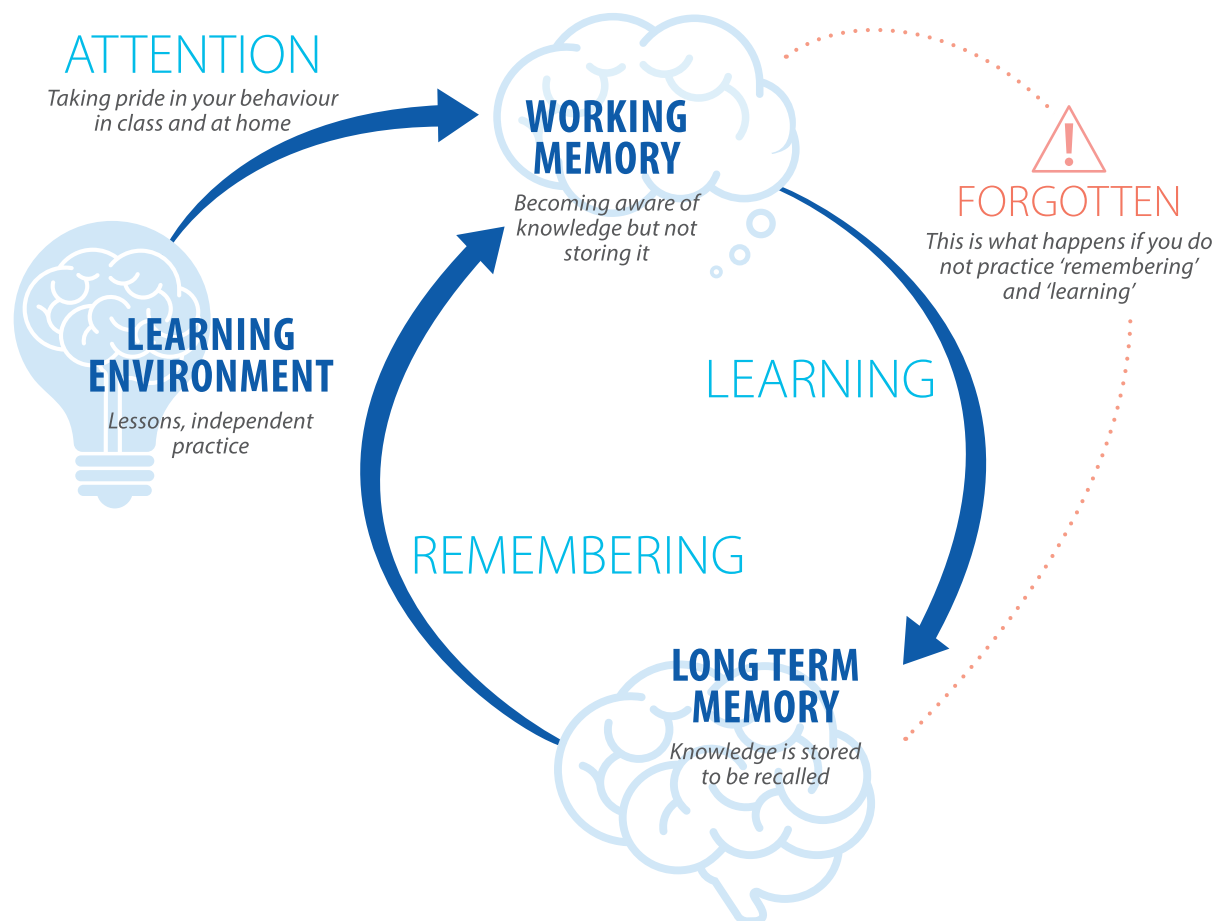 ATTENTION
Taking pride in your behaviour
in class and at home
WORKING
MEMORY
Becoming aware of
knowledge but not
storing it
!
FORGOTTEN
This is what happens if you do
not practice ‘remembering’
and ‘learning’
LEARNING
ENVIRONMENT
Lessons, independent
practice
LEARNING
REMEMBERING
LONG TERM
MEMORY
Knowledge is stored
to be recalled